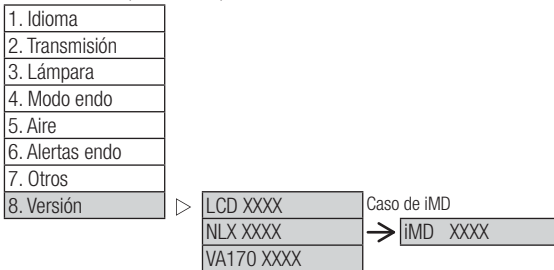 1. Idioma
2. Transmisión
3. Lámpara
4. Modo endo
5. Aire
6. Alertas endo
7. Otros
8. Versión
LCD XXXX
NLX XXXX
VA170 XXXX
Caso de iMD
iMD XXXX